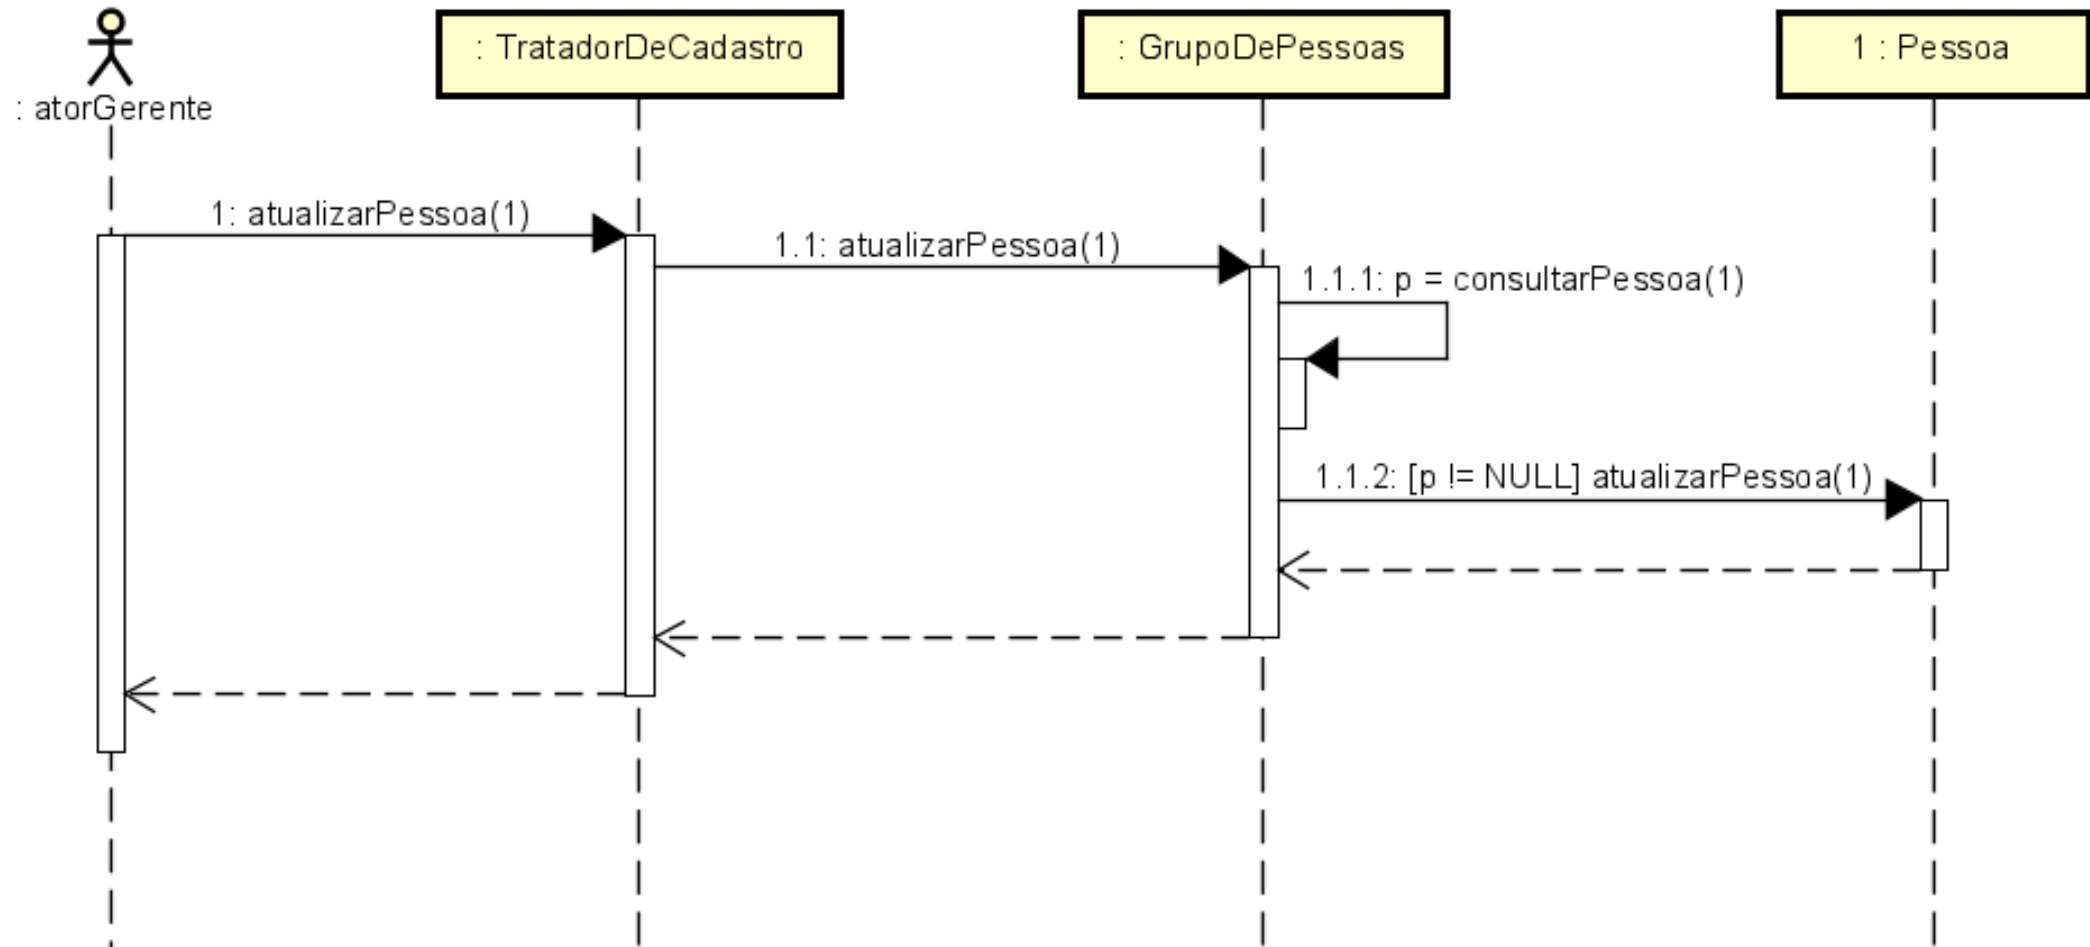 : atorGerente
: TratadorDeCadastro
: GrupoDePessoas
1 : Pessoa
1: atualizarPessoa(1)
1.1: atualizarPessoa(1)
1.1.1: p = consultarPessoa(1)
1.1.2: [p != NULL] atualizarPessoa(1)